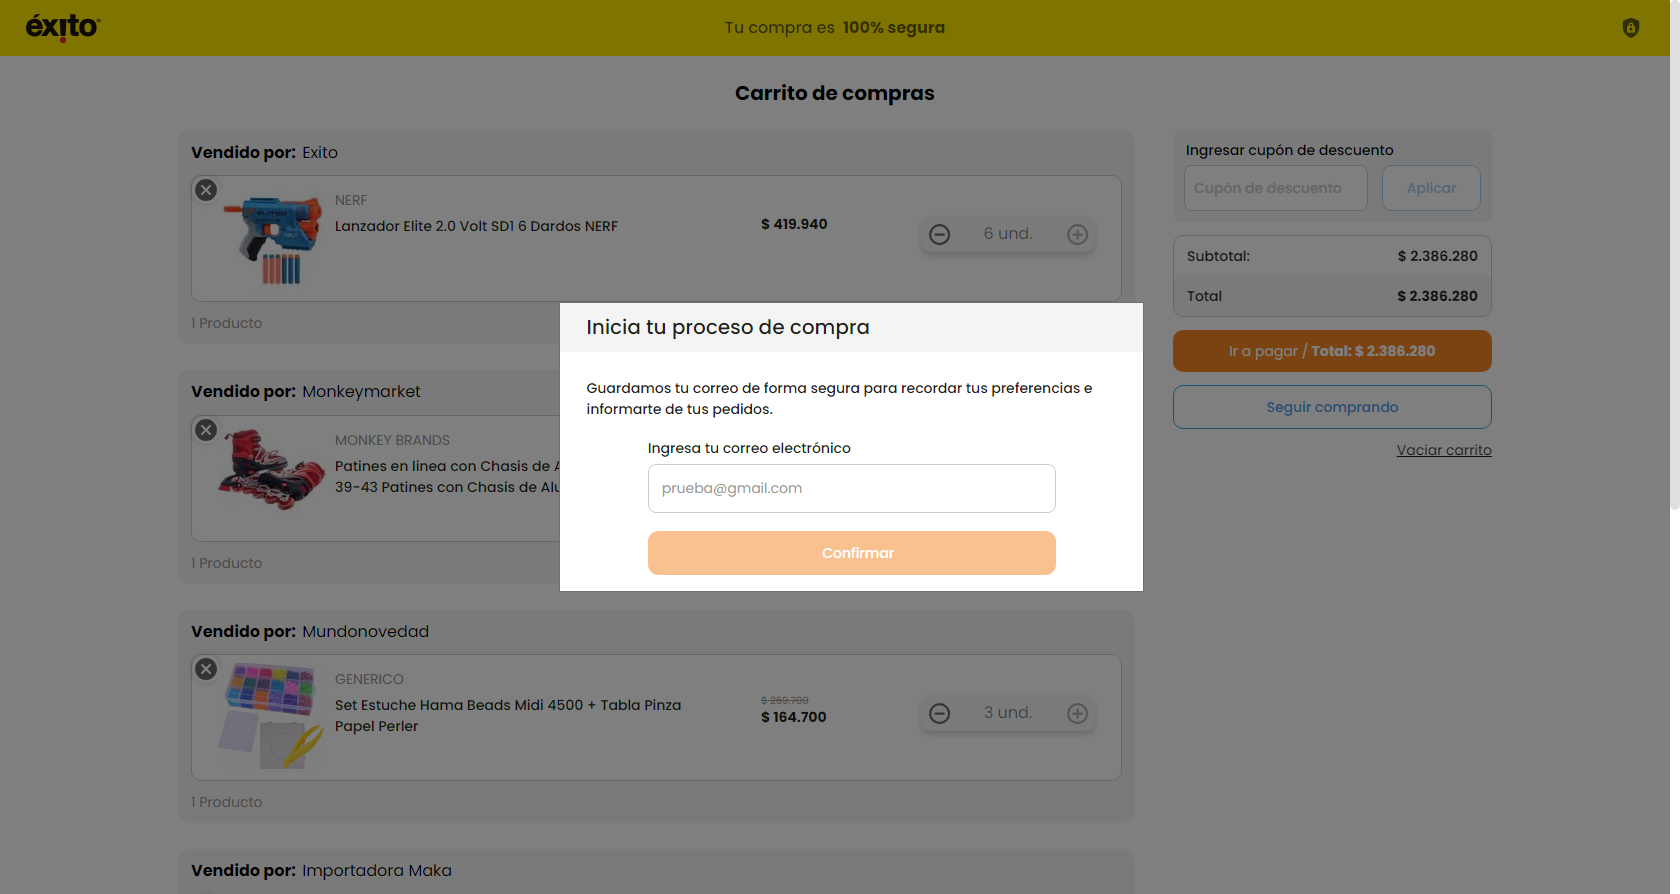 éxito
Tu compra es 100% segura
Carrito de compras
Vendido por: Exito
NERF
Lanzador Elite 2.0 Volt SD1 6 Dardos NERF
$ 419.940
6 und.
1 Producto
Vendido por: Monkeymarket
MONKEY BRANDS
Patines en linea con Chasis de A
39-43 Patines con Chasis de Alu
1 Producto
Vendido por: Mundonovedad
GENERICO
Set Estuche Hama Beads Midi 4500 + Tabla Pinza
Papel Perler
$ 269.700
$ 164.700
3 und.
1 Producto
Vendido por: Importadora Maka
Inicia tu proceso de compra
Guardamos tu correo de forma segura para recordar tus preferencias e
informarte de tus pedidos.
Ingresa tu correo electrónico
prueba@gmail.com
Confirmar
Ingresar cupón de descuento
Cupón de descuento
Aplicar
Subtotal: $ 2.386.280
Total $ 2.386.280
Ir a pagar / Total: $ 2.386.280
Seguir comprando
Vaciar carrito